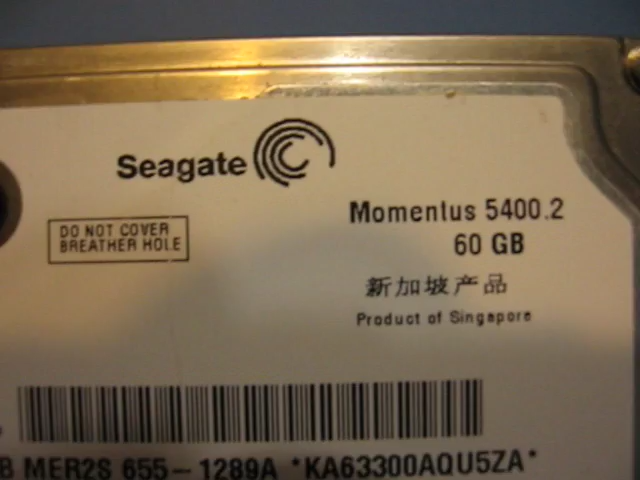 Seagate
Momentus 5400.2
60 GB
DO NOT COVER
BREATHER HOLE
新加坡产品
Product of Singapore
B MER2S 655-1289A *KA63300AQU5ZA*